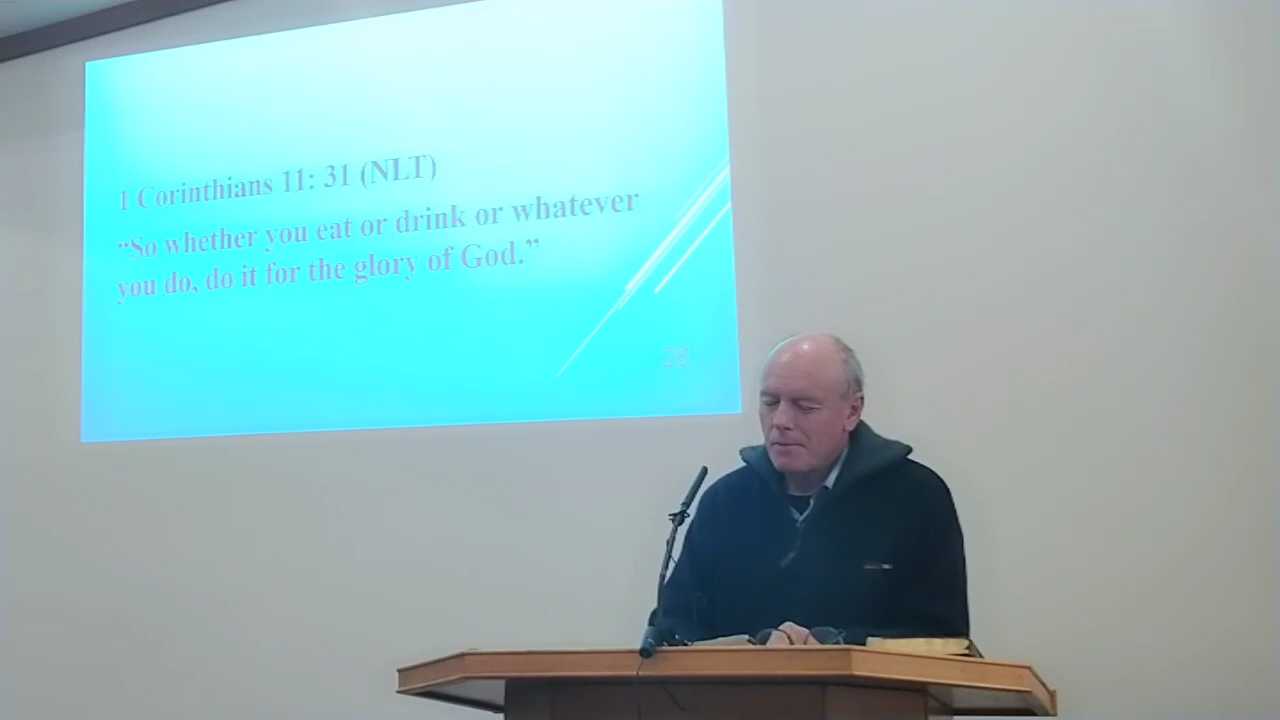 1 Corinthians 11: 31 (NLT)
“So whether you eat or drink or whatever
you do, do it for the glory of God.”